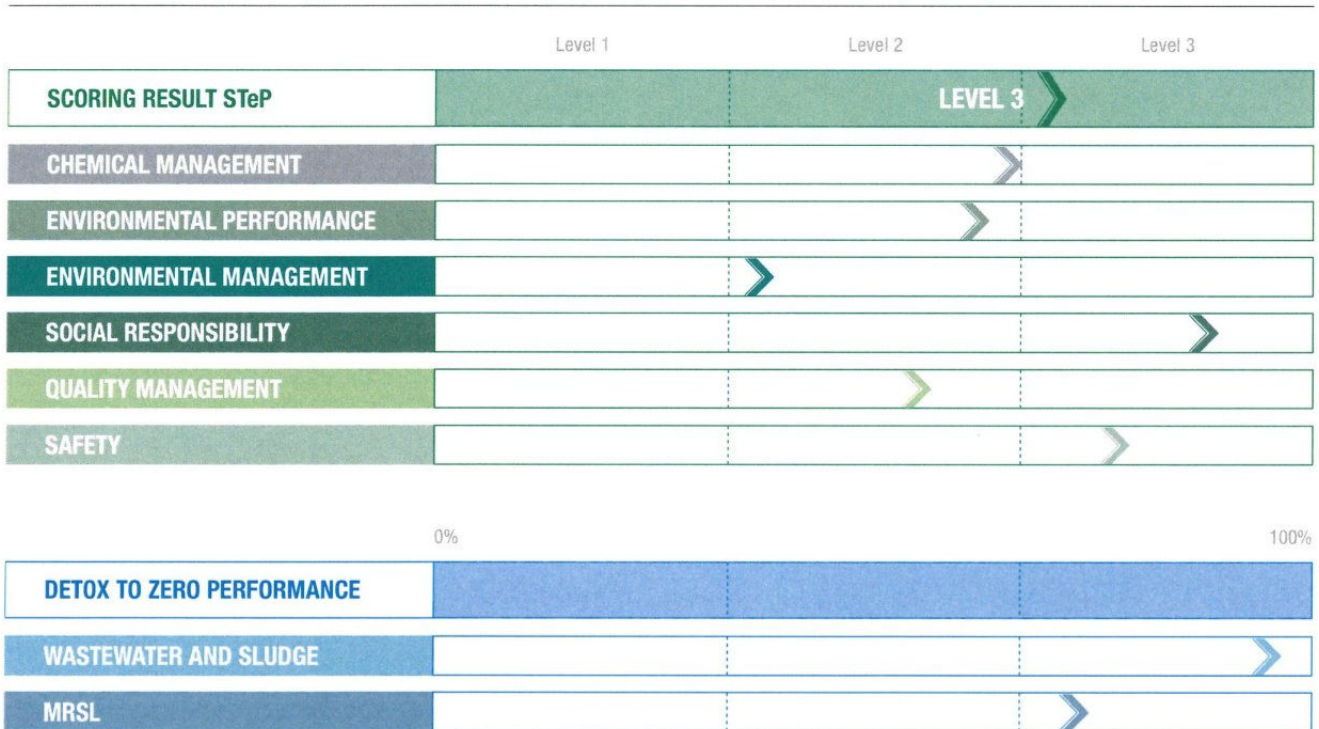 Level 1 Level 2 Level 3
SCORING RESULT STeP LEVEL 3
CHEMICAL MANAGEMENT
ENVIRONMENTAL PERFORMANCE
ENVIRONMENTAL MANAGEMENT
SOCIAL RESPONSIBILITY
QUALITY MANAGEMENT
SAFETY
0% 100%
DETOX TO ZERO PERFORMANCE
WASTEWATER AND SLUDGE
MRSL